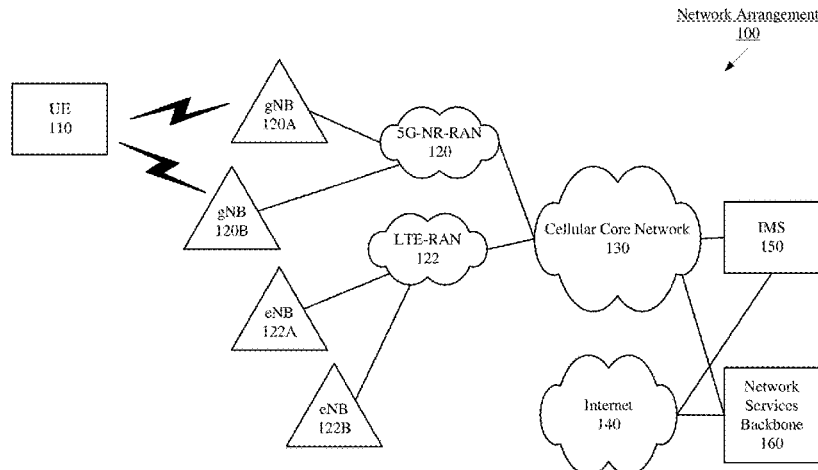 Network Arrangement
100
UE
110
gNB
120A
5G-NR-RAN
120
gNB
120B
LTE-RAN
122
Cellular Core Network
130
IMS
150
eNB
122A
eNB
122B
Internet
140
Network
Services
Backbone
160